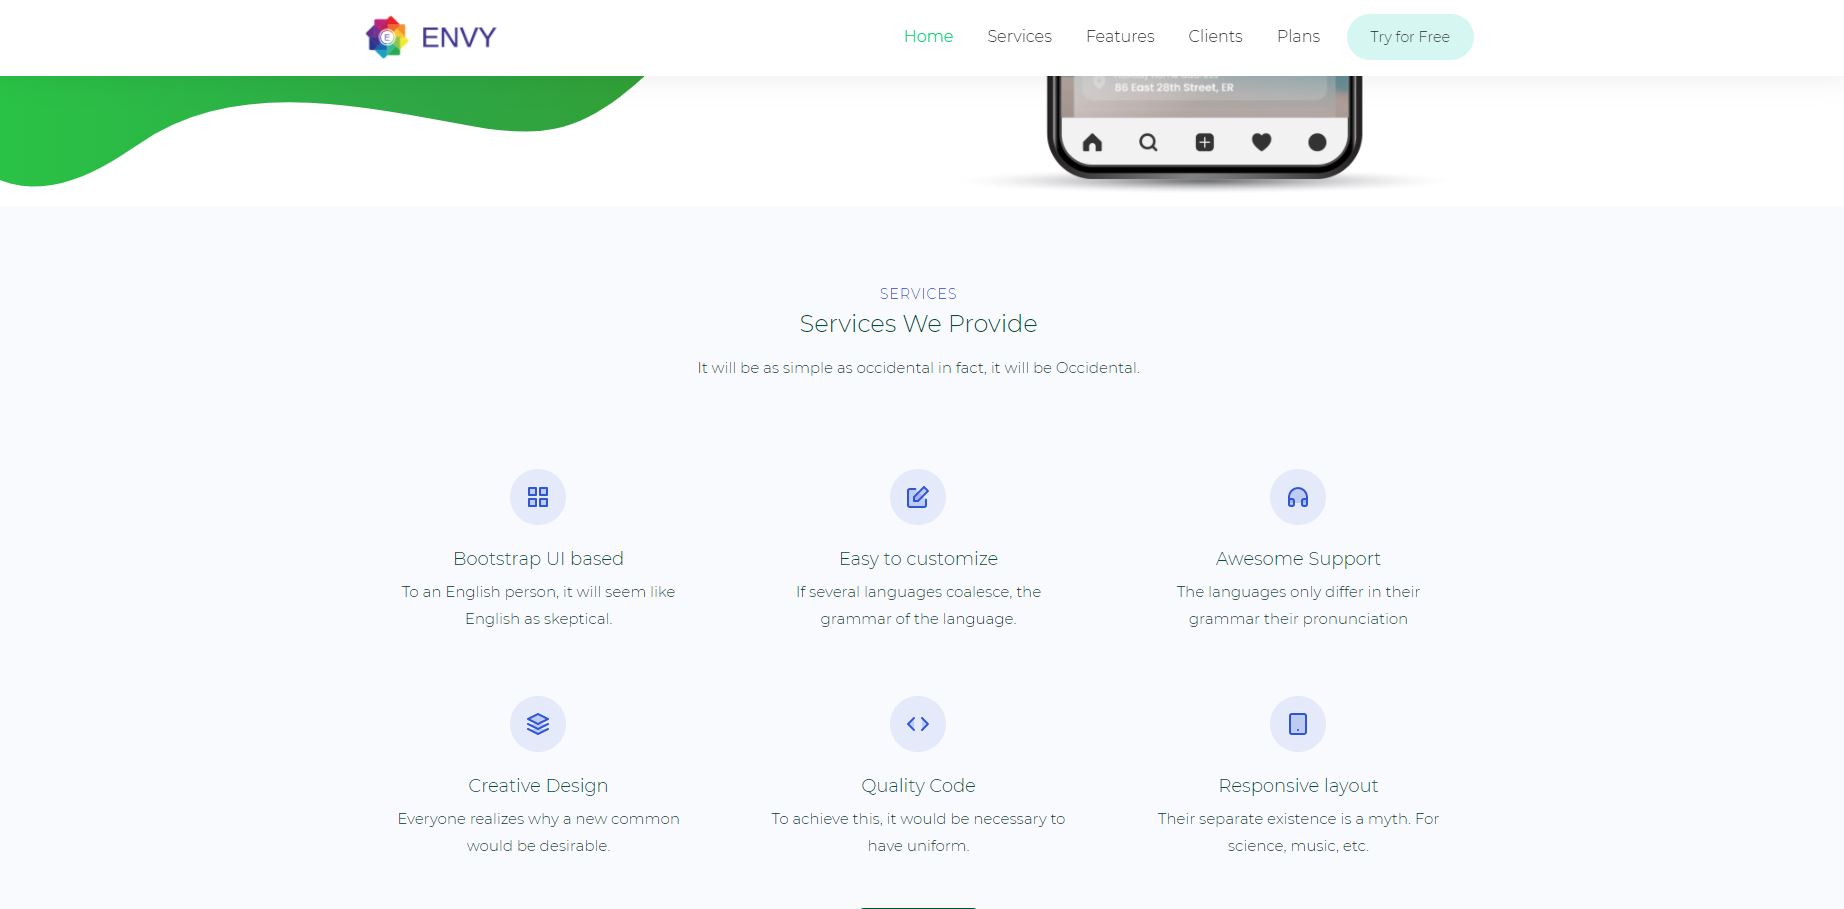 E ENVY
Home Services Features Clients Plans Try for Free
86 East 28th Street, ER
SERVICES
Services We Provide
It will be as simple as occidental in fact, it will be Occidental.
Bootstrap UI based
To an English person, it will seem like
English as skeptical.
Easy to customize
If several languages coalesce, the
grammar of the language.
Awesome Support
The languages only differ in their
grammar their pronunciation
Creative Design
Everyone realizes why a new common
would be desirable.
Quality Code
To achieve this, it would be necessary to
have uniform.
Responsive layout
Their separate existence is a myth. For
science, music, etc.